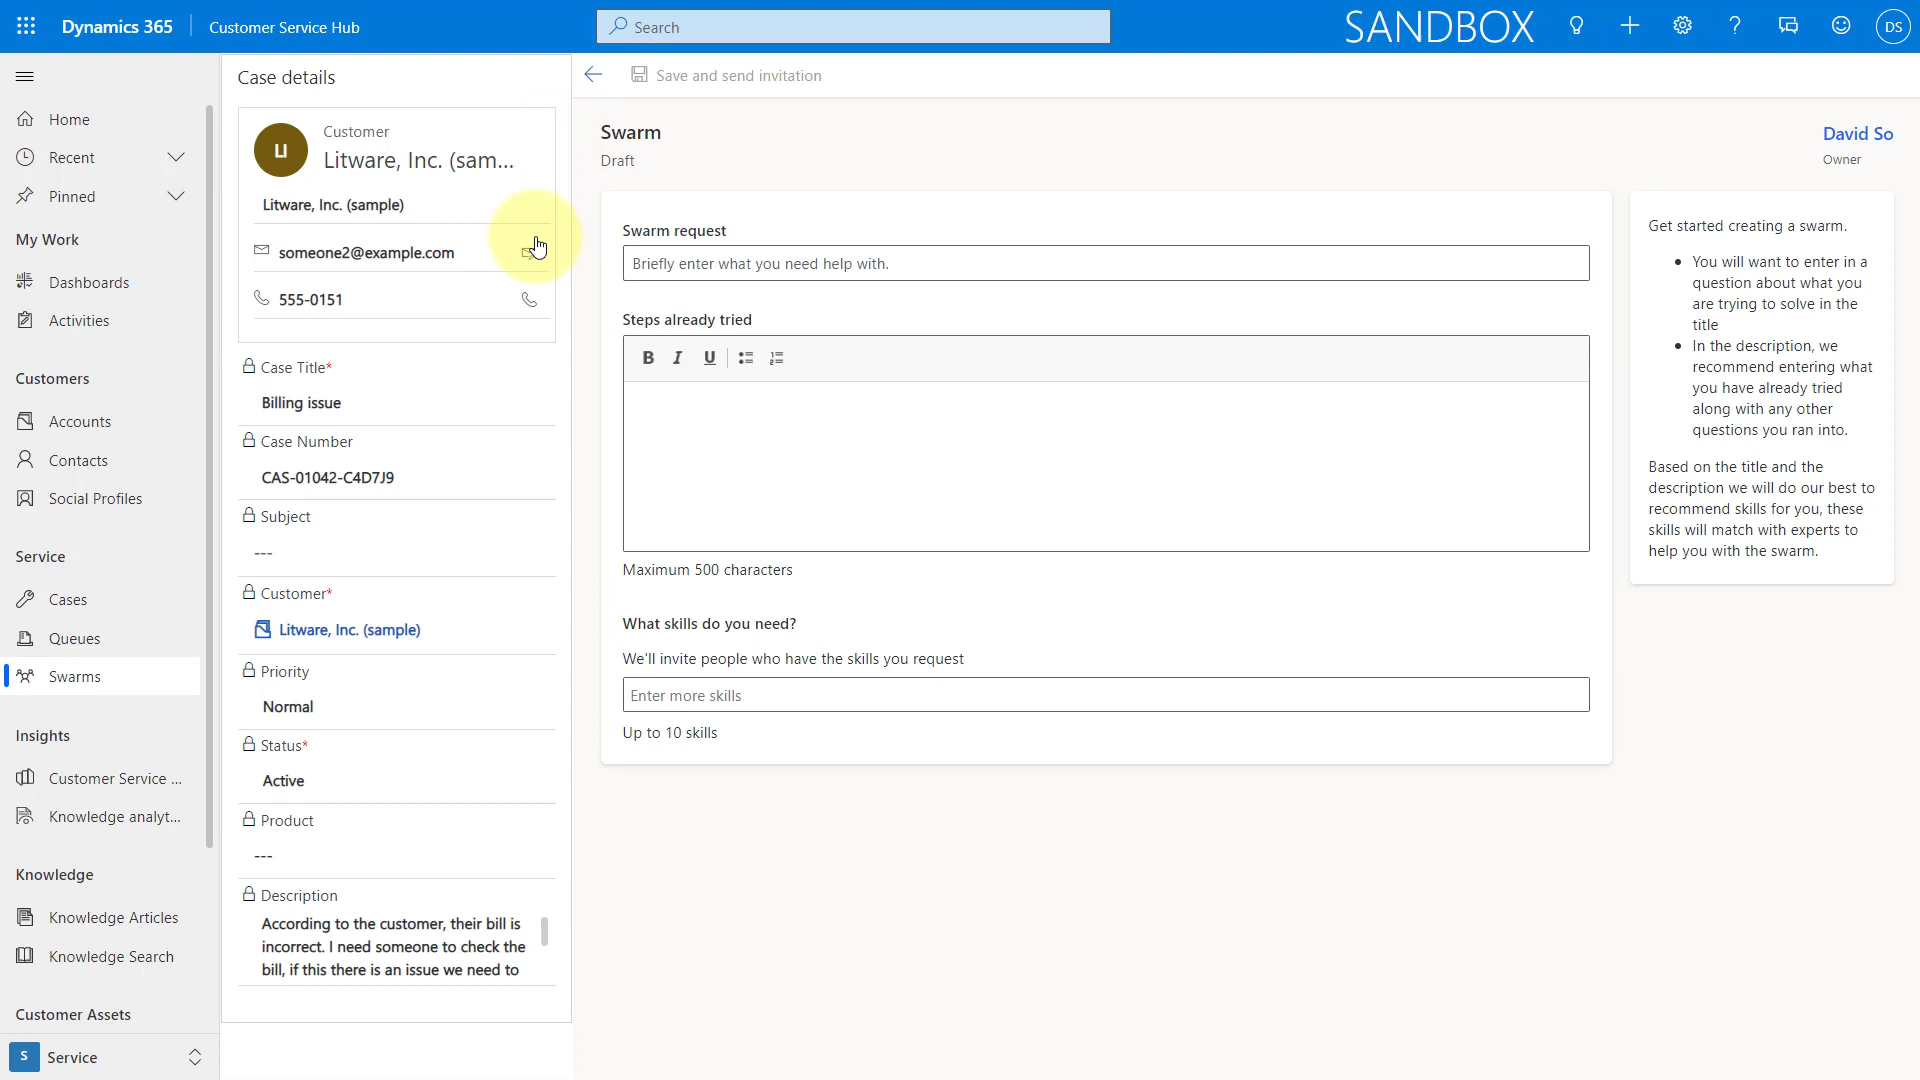 Dynamics 365
Customer Service Hub
Search
SANDBOX
DS
Home
Recent
Pinned
My Work
Dashboards
Activities
Customers
Accounts
Contacts
Social Profiles
Service
Cases
Queues
Swarms
Insights
Customer Service ...
Knowledge analyt...
Knowledge
Knowledge Articles
Knowledge Search
Customer Assets
S
Service
Case details
LI
Customer
Litware, Inc. (sam...
Litware, Inc. (sample)
someone2@example.com
555-0151
Case Title*
Billing issue
Case Number
CAS-01042-C4D7J9
Subject
---
Customer*
Litware, Inc. (sample)
Priority
Normal
Status*
Active
Product
---
Description
According to the customer, their bill is
incorrect. I need someone to check the
bill, if this there is an issue we need to
Save and send invitation
Swarm
Draft
David So
Owner
Swarm request
Briefly enter what you need help with.
Steps already tried
B I U
Maximum 500 characters
What skills do you need?
We'll invite people who have the skills you request
Enter more skills
Up to 10 skills
Get started creating a swarm.
• You will want to enter in a
question about what you
are trying to solve in the
title
• In the description, we
recommend entering what
you have already tried
along with any other
questions you ran into.
Based on the title and the
description we will do our best to
recommend skills for you, these
skills will match with experts to
help you with the swarm.